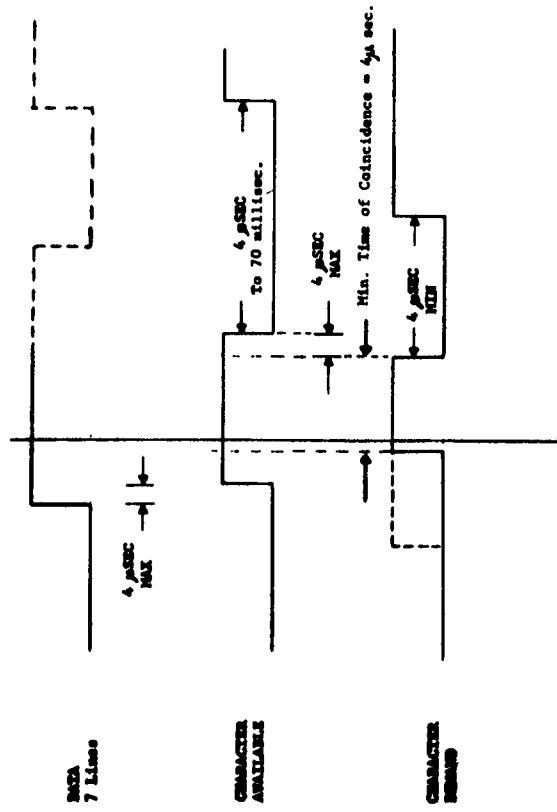 DATA
7 Lines
4 µSEC
MAX
CHARACTER
AVAILABLE
4 µSEC
To 70 millisec.
4 µSEC
MAX
Min. Time of Coincidence = 4µ sec.
CHARACTER
DEMAND
4 µSEC
MIN